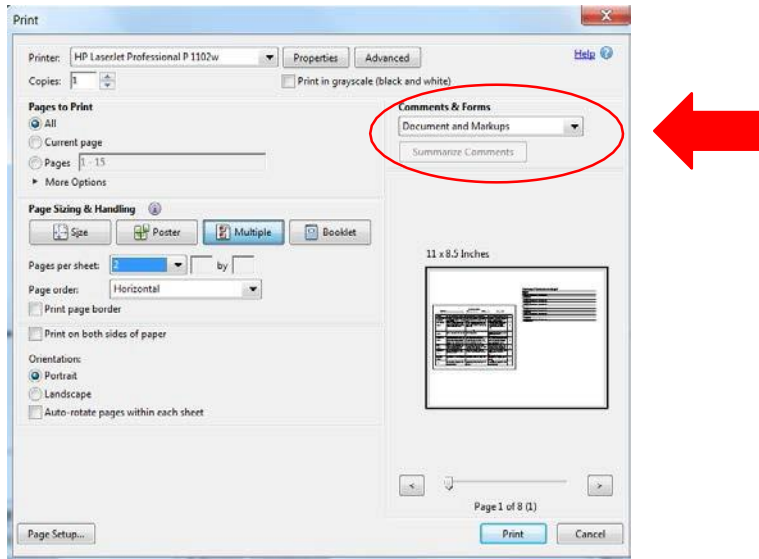 Print
Printer: HP LaserJet Professional P 1102w Properties Advanced Help
Copies: 1 Print in grayscale (black and white)
Pages to Print
All
Current page
Pages 1 - 15
More Options
Comments & Forms
Document and Markups
Summarize Comments
Page Sizing & Handling
Size Poster Multiple Booklet
Pages per sheet: 2 by
Page order: Horizontal
Print page border
Print on both sides of paper
Orientation:
Portrait
Landscape
Auto-rotate pages within each sheet
11 x 8.5 Inches
< >
Page 1 of 8 (1)
Page Setup... Print Cancel